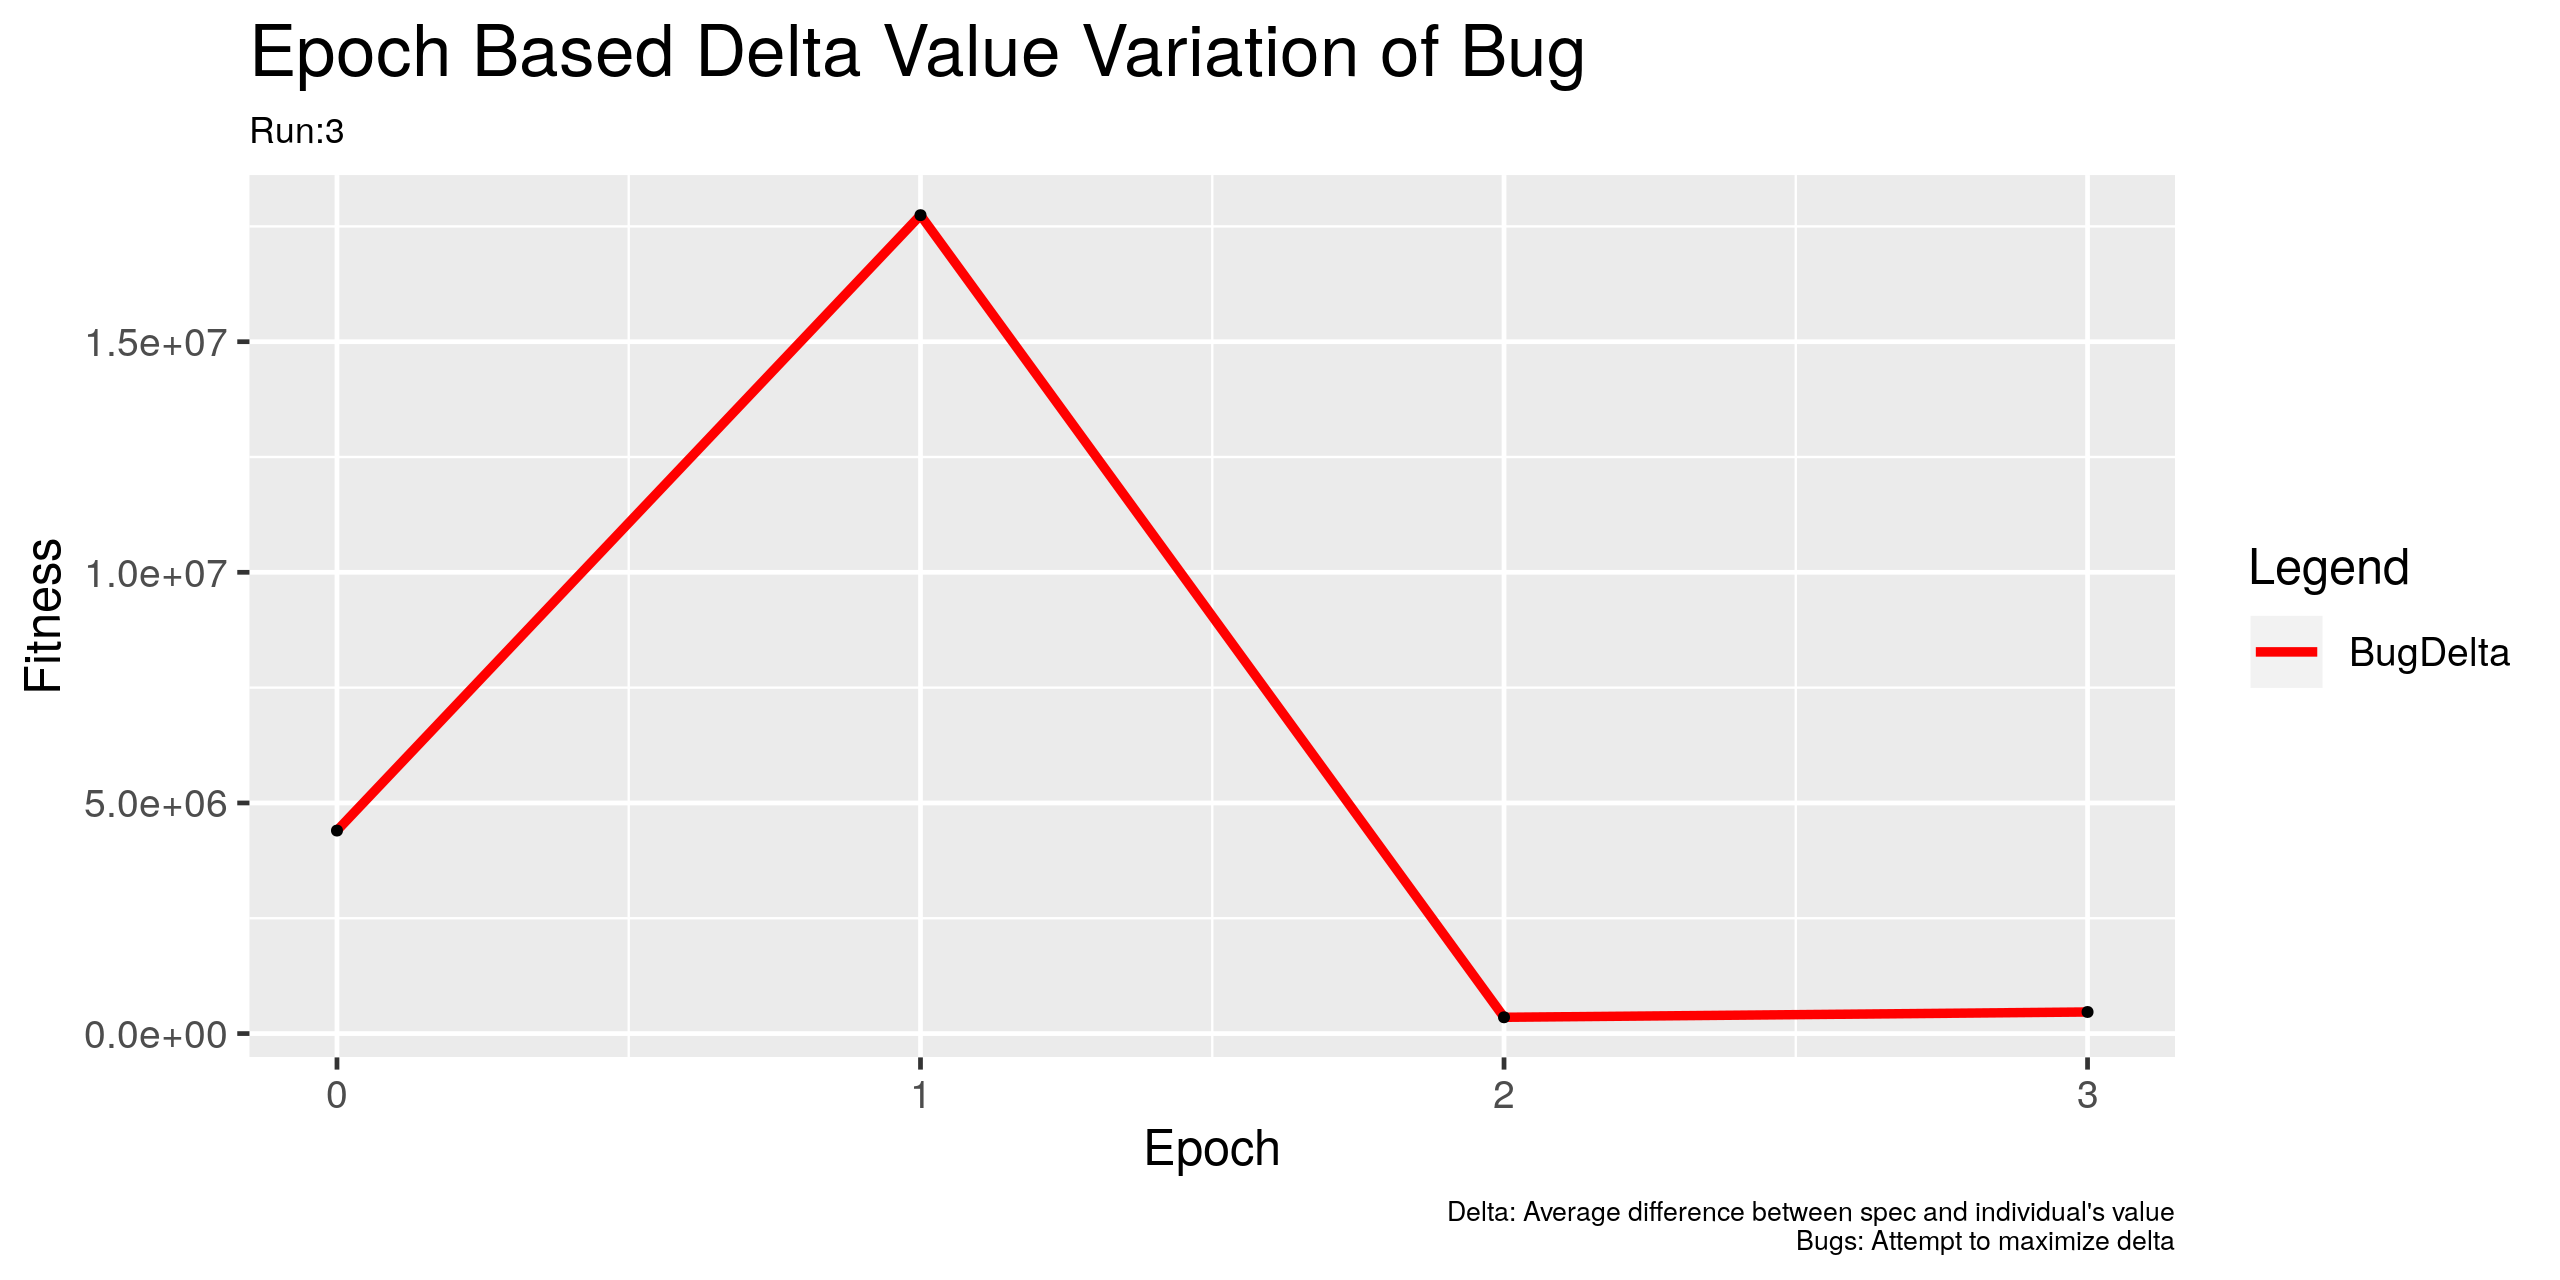 Epoch Based Delta Value Variation of Bug
Run:3
Fitness
1.5e+07
1.0e+07
5.0e+06
0.0e+00
0 1 2 3
Epoch
Legend
BugDelta
Delta: Average difference between spec and individual's value
Bugs: Attempt to maximize delta